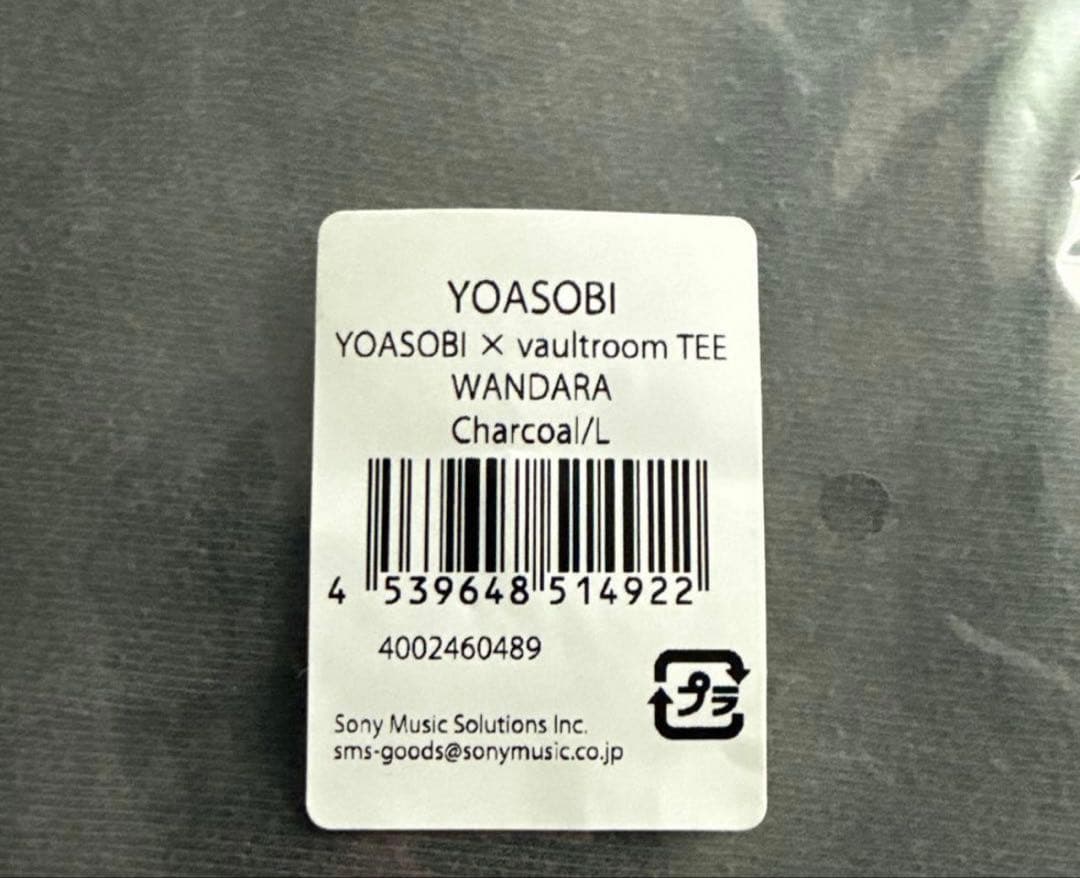 YOASOBI
YOASOBI × vaultroom TEE
WANDARA
Charcoal/L
4 539648 514922
4002460489
プラ
Sony Music Solutions Inc.
sms-goods@sonymusic.co.jp